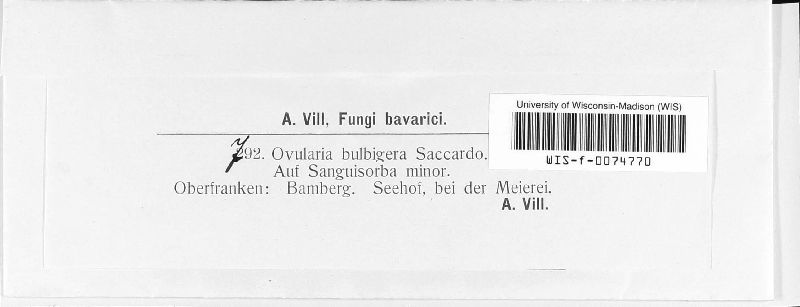 A. Vill, Fungi bavarici.
University of Wisconsin-Madison (WIS)
WIS-f-0074770
792. Ovularia bulbigera Saccardo.
Auf Sanguisorba minor.
Oberfranken: Bamberg. Seehof, bei der Meierei.
A. Vill.